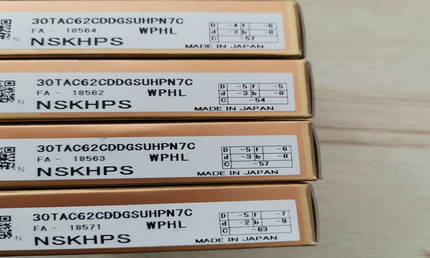 30TAC62CDDGSUHPN7C
FA - 18564 WPHL
NSKHPS
D -4 f -6
d -3 b -8
C -57
MADE IN JAPAN
30TAC62CDDGSUHPN7C
FA - 18562 WPHL
NSKHPS
D -5 f -5
d -3 b -8
C -54
MADE IN JAPAN
30TAC62CDDGSUHPN7C
FA - 18563 WPHL
NSKHPS
D -5 f -6
d -3 b -8
C -57
MADE IN JAPAN
30TAC62CDDGSUHPN7C
FA - 18571 WPHL
NSKHPS
D -5 f -7
d -2 b -9
C -63
MADE IN JAPAN